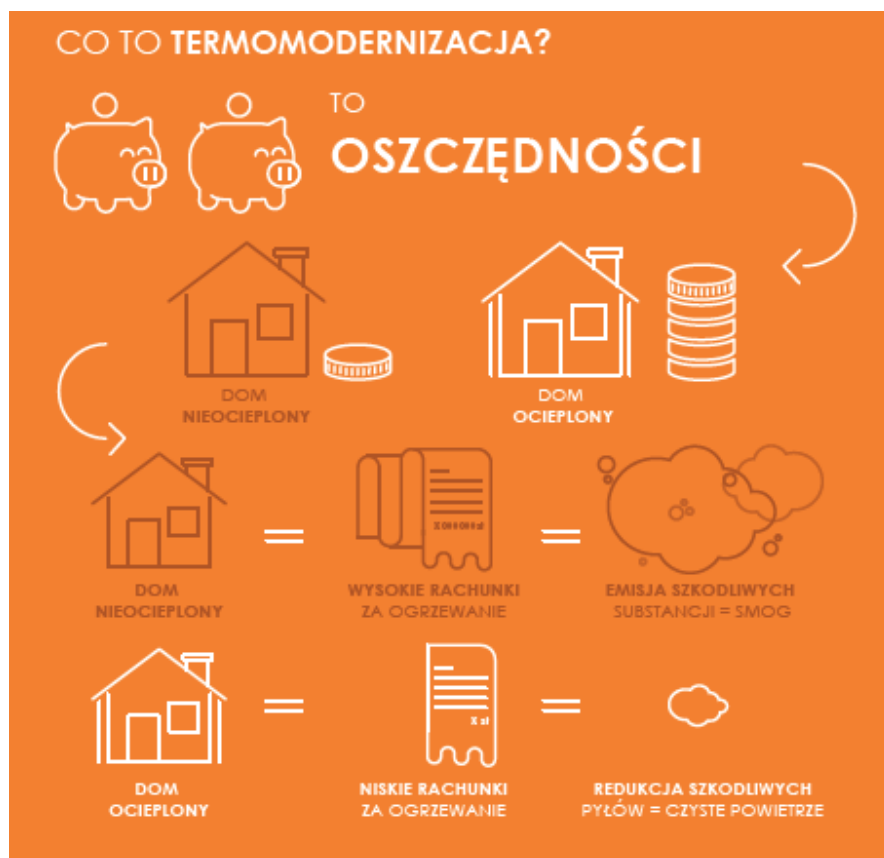 CO TO TERMOMODERNIZACJA?
TO
OSZCZĘDNOŚCI
DOM
NIEOCIEPLONY
DOM
OCIEPLONY
DOM
NIEOCIEPLONY
=
WYSOKIE RACHUNKI
ZA OGRZEWANIE
=
EMISJA SZKODLIWYCH
SUBSTANCJI = SMOG
DOM
OCIEPLONY
=
X zł
NISKIE RACHUNKI
ZA OGRZEWANIE
=
REDUKCJA SZKODLIWYCH
PYŁÓW = CZYSTE POWIETRZE